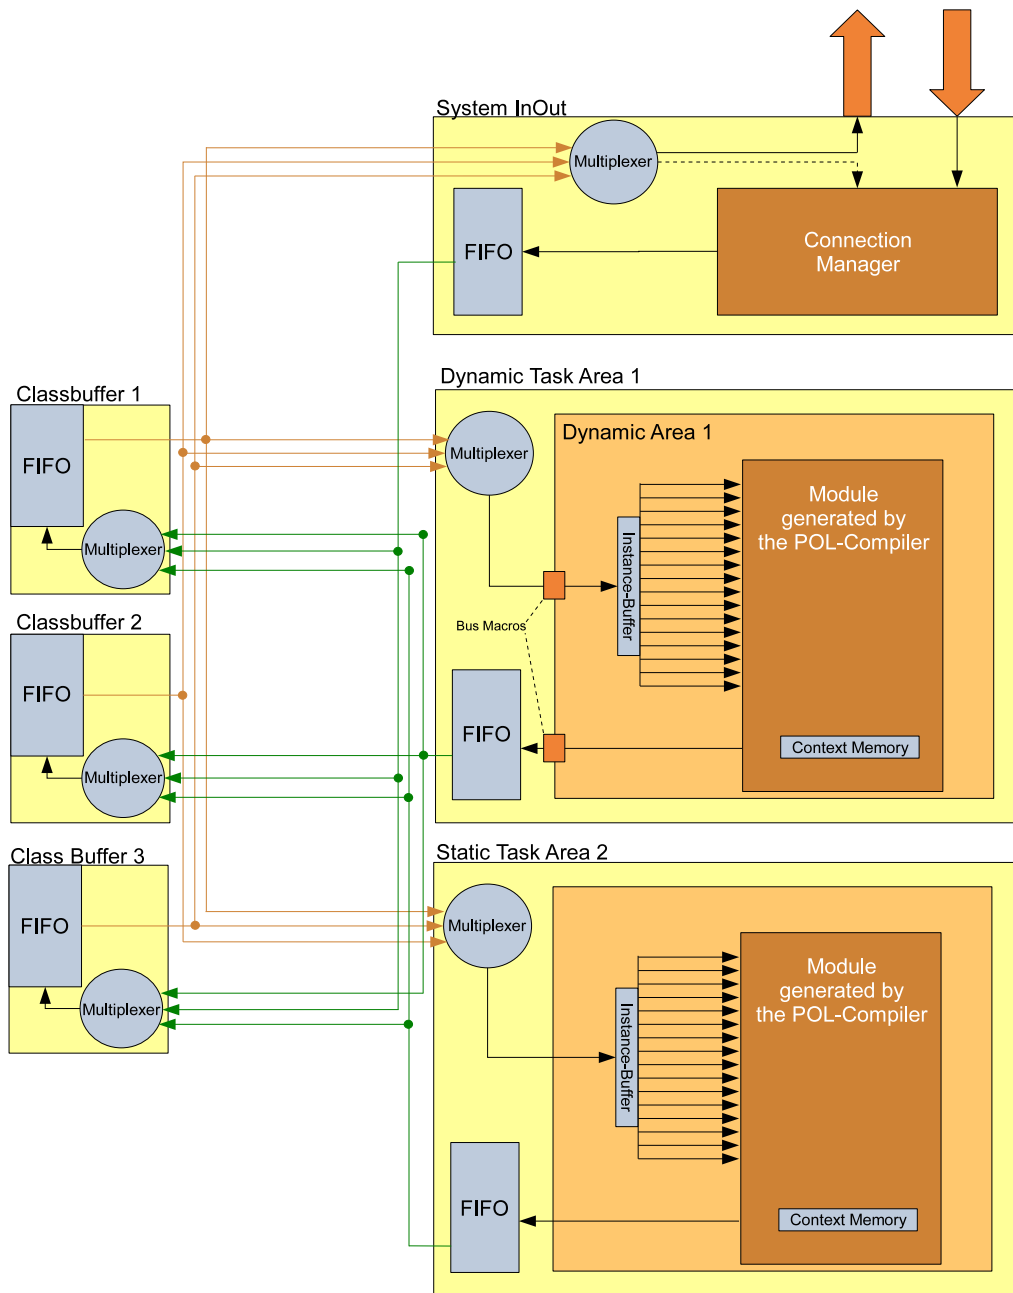 System InOut
Multiplexer
FIFO
Connection
Manager
Classbuffer 1
FIFO
Multiplexer
Dynamic Task Area 1
Multiplexer
Dynamic Area 1
Module
generated by
the POL-Compiler
Instance-Buffer
Bus Macros
FIFO
Context Memory
Classbuffer 2
FIFO
Multiplexer
Class Buffer 3
FIFO
Multiplexer
Static Task Area 2
Multiplexer
Module
generated by
the POL-Compiler
Instance-Buffer
FIFO
Context Memory